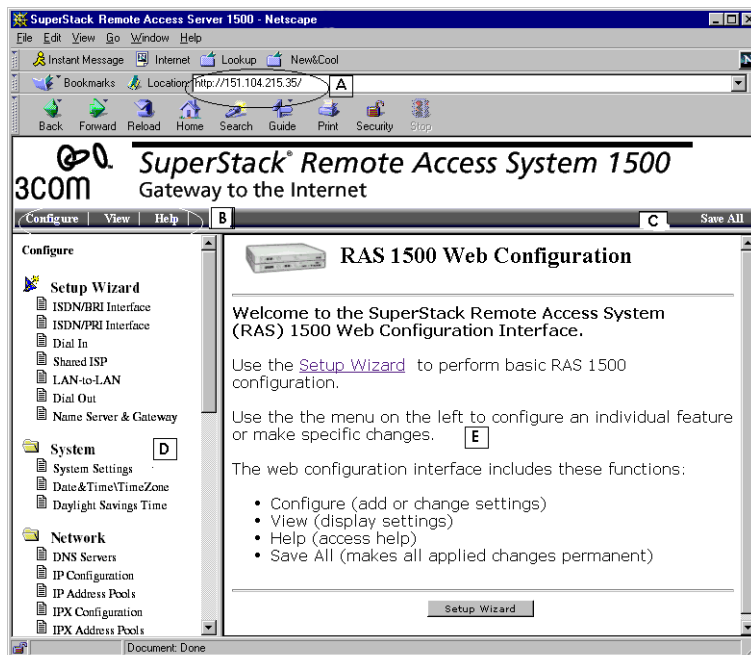 SuperStack Remote Access Server 1500 - Netscape
File Edit View Go Window Help
Instant Message Internet Lookup New&Cool
Bookmarks Location: http://151.104.215.35/ A
Back Forward Reload Home Search Guide Print Security Stop
3COM
SuperStack® Remote Access System 1500
Gateway to the Internet
Configure | View | Help | B C Save All
Configure
Setup Wizard
ISDN/BRI Interface
ISDN/PRI Interface
Dial In
Shared ISP
LAN-to-LAN
Dial Out
Name Server & Gateway
System D
System Settings
Date&Time\TimeZone
Daylight Savings Time
Network
DNS Servers
IP Configuration
IP Address Pools
IPX Configuration
IPX Address Pools
RAS 1500 Web Configuration
Welcome to the SuperStack Remote Access System
(RAS) 1500 Web Configuration Interface.
Use the Setup Wizard to perform basic RAS 1500
configuration.
Use the the menu on the left to configure an individual feature
or make specific changes. E
The web configuration interface includes these functions:
• Configure (add or change settings)
• View (display settings)
• Help (access help)
• Save All (makes all applied changes permanent)
Setup Wizard
Document: Done